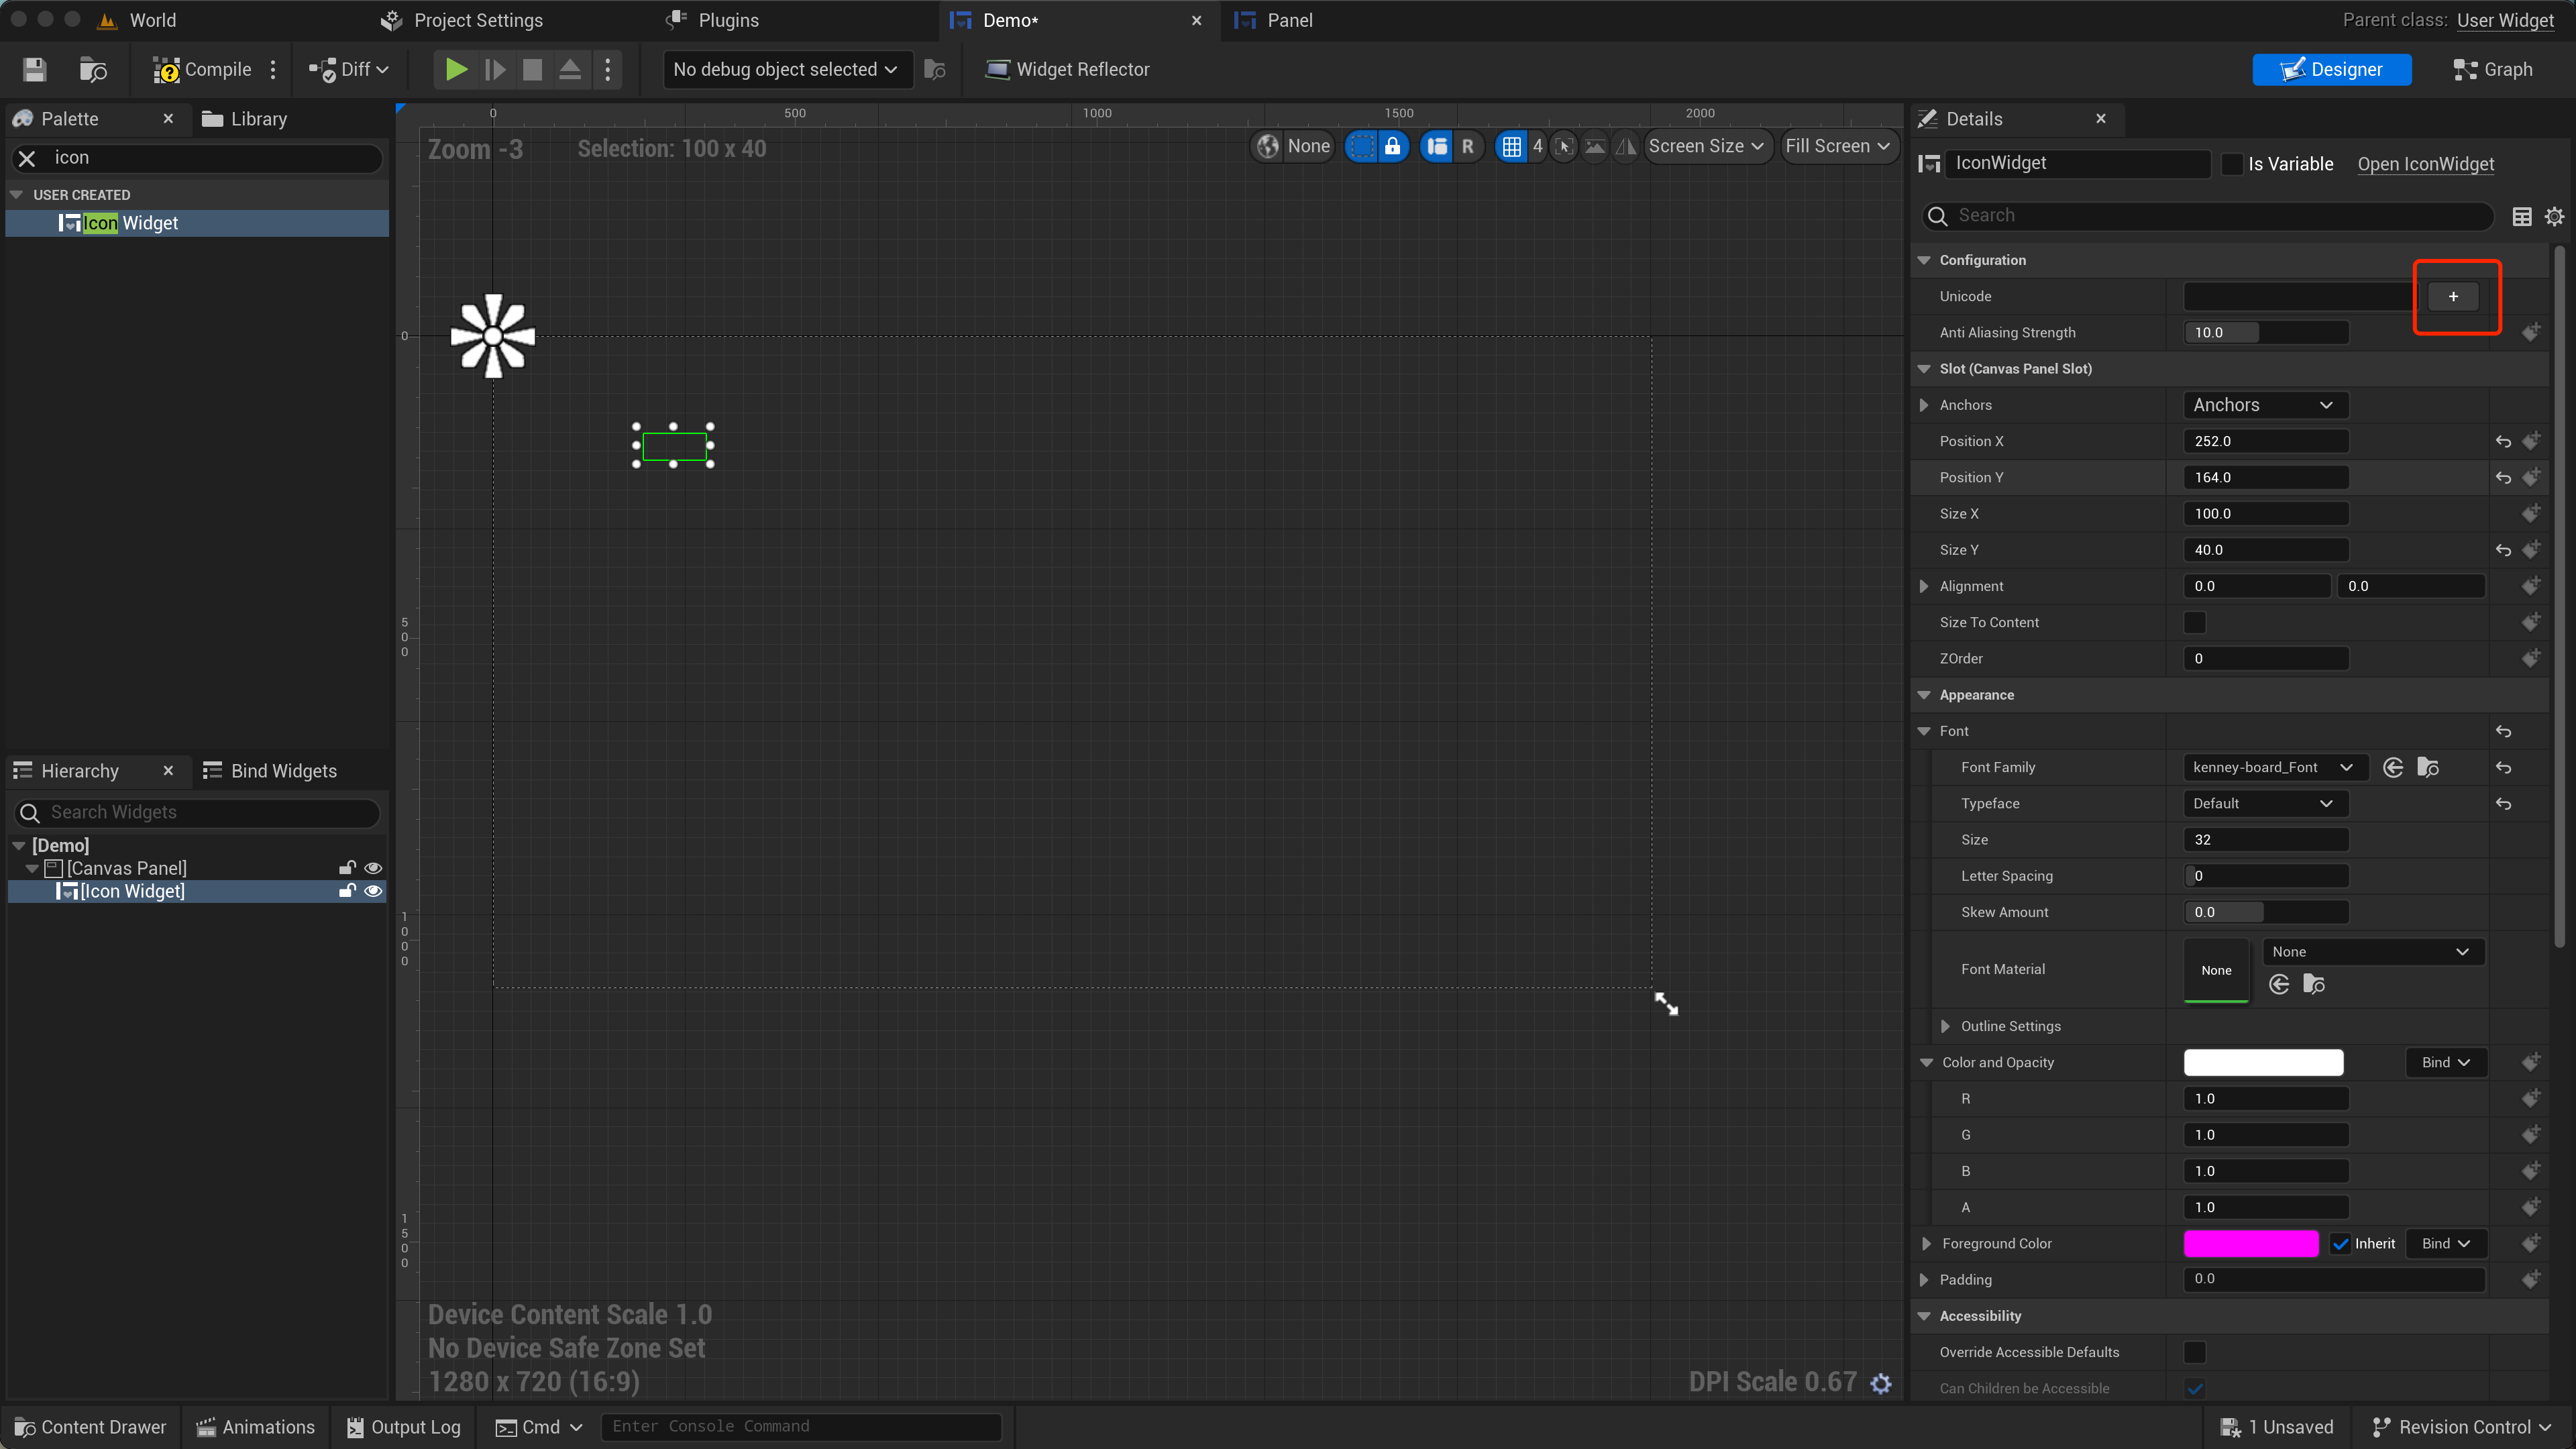 World
Project Settings
Plugins
Demo*
Panel
Parent class: User Widget
Compile
Diff
No debug object selected
Widget Reflector
Designer
Graph
Palette
Library
icon
USER CREATED
Icon Widget
Hierarchy
Bind Widgets
Search Widgets
[Demo]
[Canvas Panel]
[Icon Widget]
0 500 1000 1500 2000
Zoom -3
Selection: 100 x 40
None
R
4
Screen Size
Fill Screen
0
500
1000
1500
Device Content Scale 1.0
No Device Safe Zone Set
1280 x 720 (16:9)
DPI Scale 0.67
Details
IconWidget
Is Variable
Open IconWidget
Search
Configuration
Unicode +
Anti Aliasing Strength 10.0
Slot (Canvas Panel Slot)
Anchors Anchors
Position X 252.0
Position Y 164.0
Size X 100.0
Size Y 40.0
Alignment 0.0 0.0
Size To Content
ZOrder 0
Appearance
Font
Font Family kenney-board_Font
Typeface Default
Size 32
Letter Spacing 0
Skew Amount 0.0
Font Material None None
Outline Settings
Color and Opacity Bind
R 1.0
G 1.0
B 1.0
A 1.0
Foreground Color Inherit Bind
Padding 0.0
Accessibility
Override Accessible Defaults
Can Children be Accessible
Content Drawer
Animations
Output Log
Cmd
Enter Console Command
1 Unsaved
Revision Control